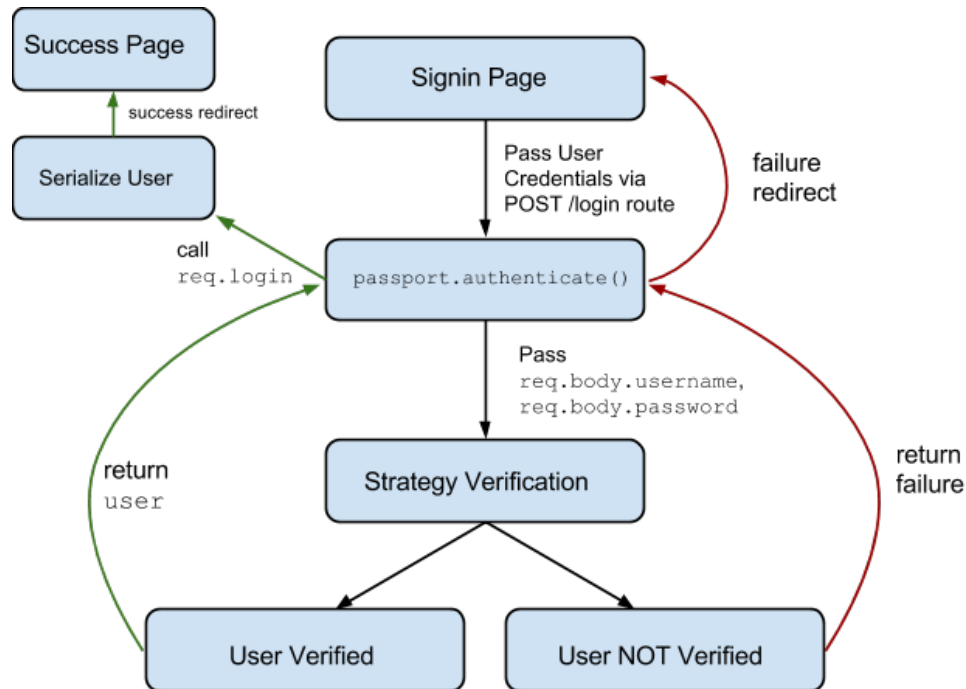 Success Page
Signin Page
success redirect
Serialize User
Pass User
Credentials via
POST /login route
failure
redirect
call
req.login
passport.authenticate()
Pass
req.body.username,
req.body.password
Strategy Verification
return
user
return
failure
User Verified
User NOT Verified